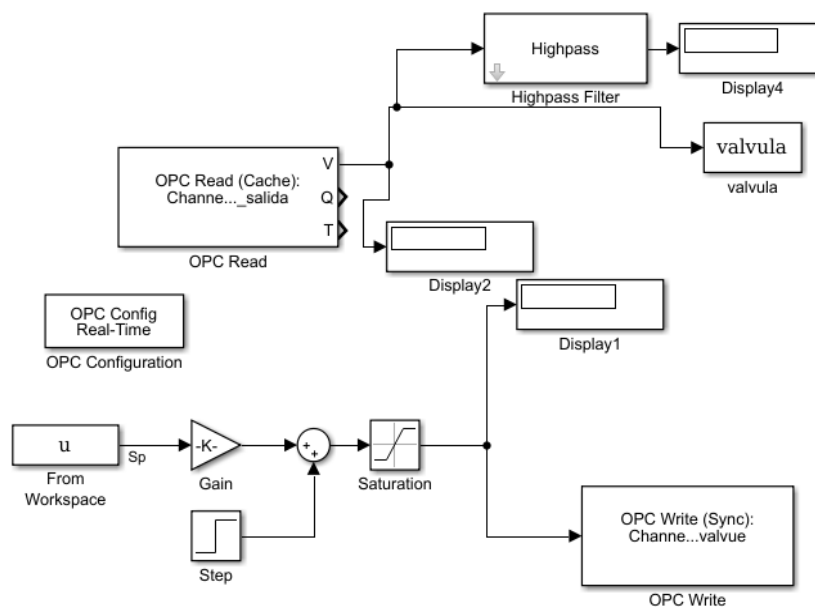 Highpass
Highpass Filter
Display4
valvula
valvula
OPC Read (Cache):
Channe..._salida
V
Q
T
OPC Read
Display2
Display1
OPC Config
Real-Time
OPC Configuration
u
Sp
From
Workspace
-K-
Gain
+
+
Saturation
Step
OPC Write (Sync):
Channe...valvue
OPC Write